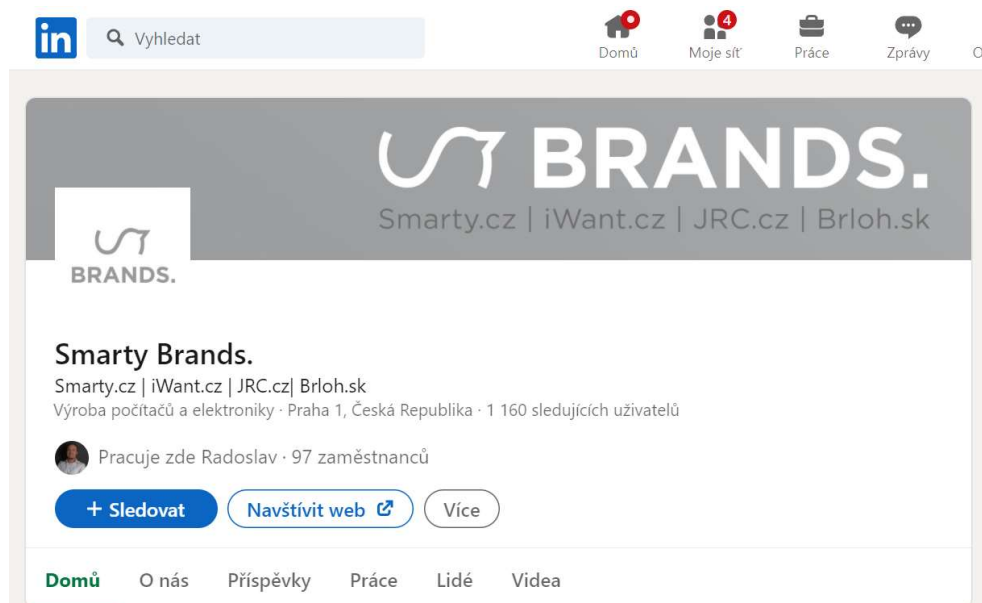 in Vyhledat
Domů Moje síť 4 Práce Zprávy O
BRANDS.
Smarty.cz | iWant.cz | JRC.cz | Brloh.sk
BRANDS.
Smarty Brands.
Smarty.cz | iWant.cz | JRC.cz| Brloh.sk
Výroba počítačů a elektroniky · Praha 1, Česká Republika · 1 160 sledujících uživatelů
Pracuje zde Radoslav · 97 zaměstnanců
+ Sledovat Navštívit web Více
Domů O nás Příspěvky Práce Lidé Videa